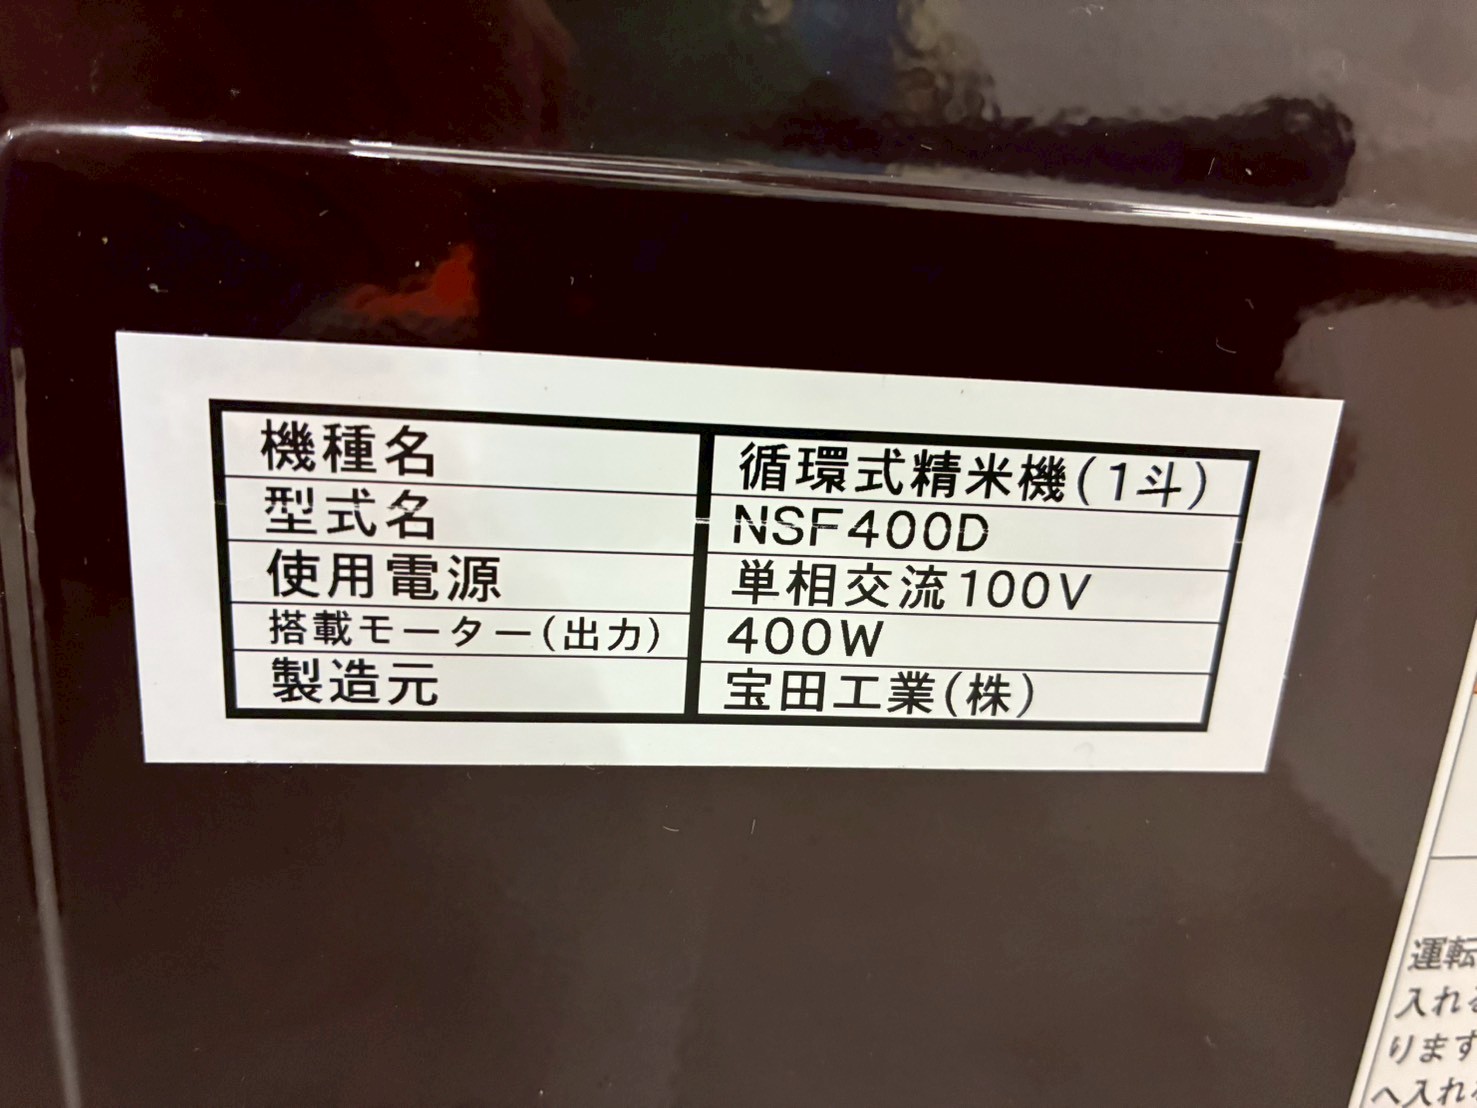 機種名 循環式精米機(1斗)
型式名 NSF400D
使用電源 単相交流100V
搭載モーター(出力) 400W
製造元 宝田工業(株)
運転
入れる
ります
へ入れ